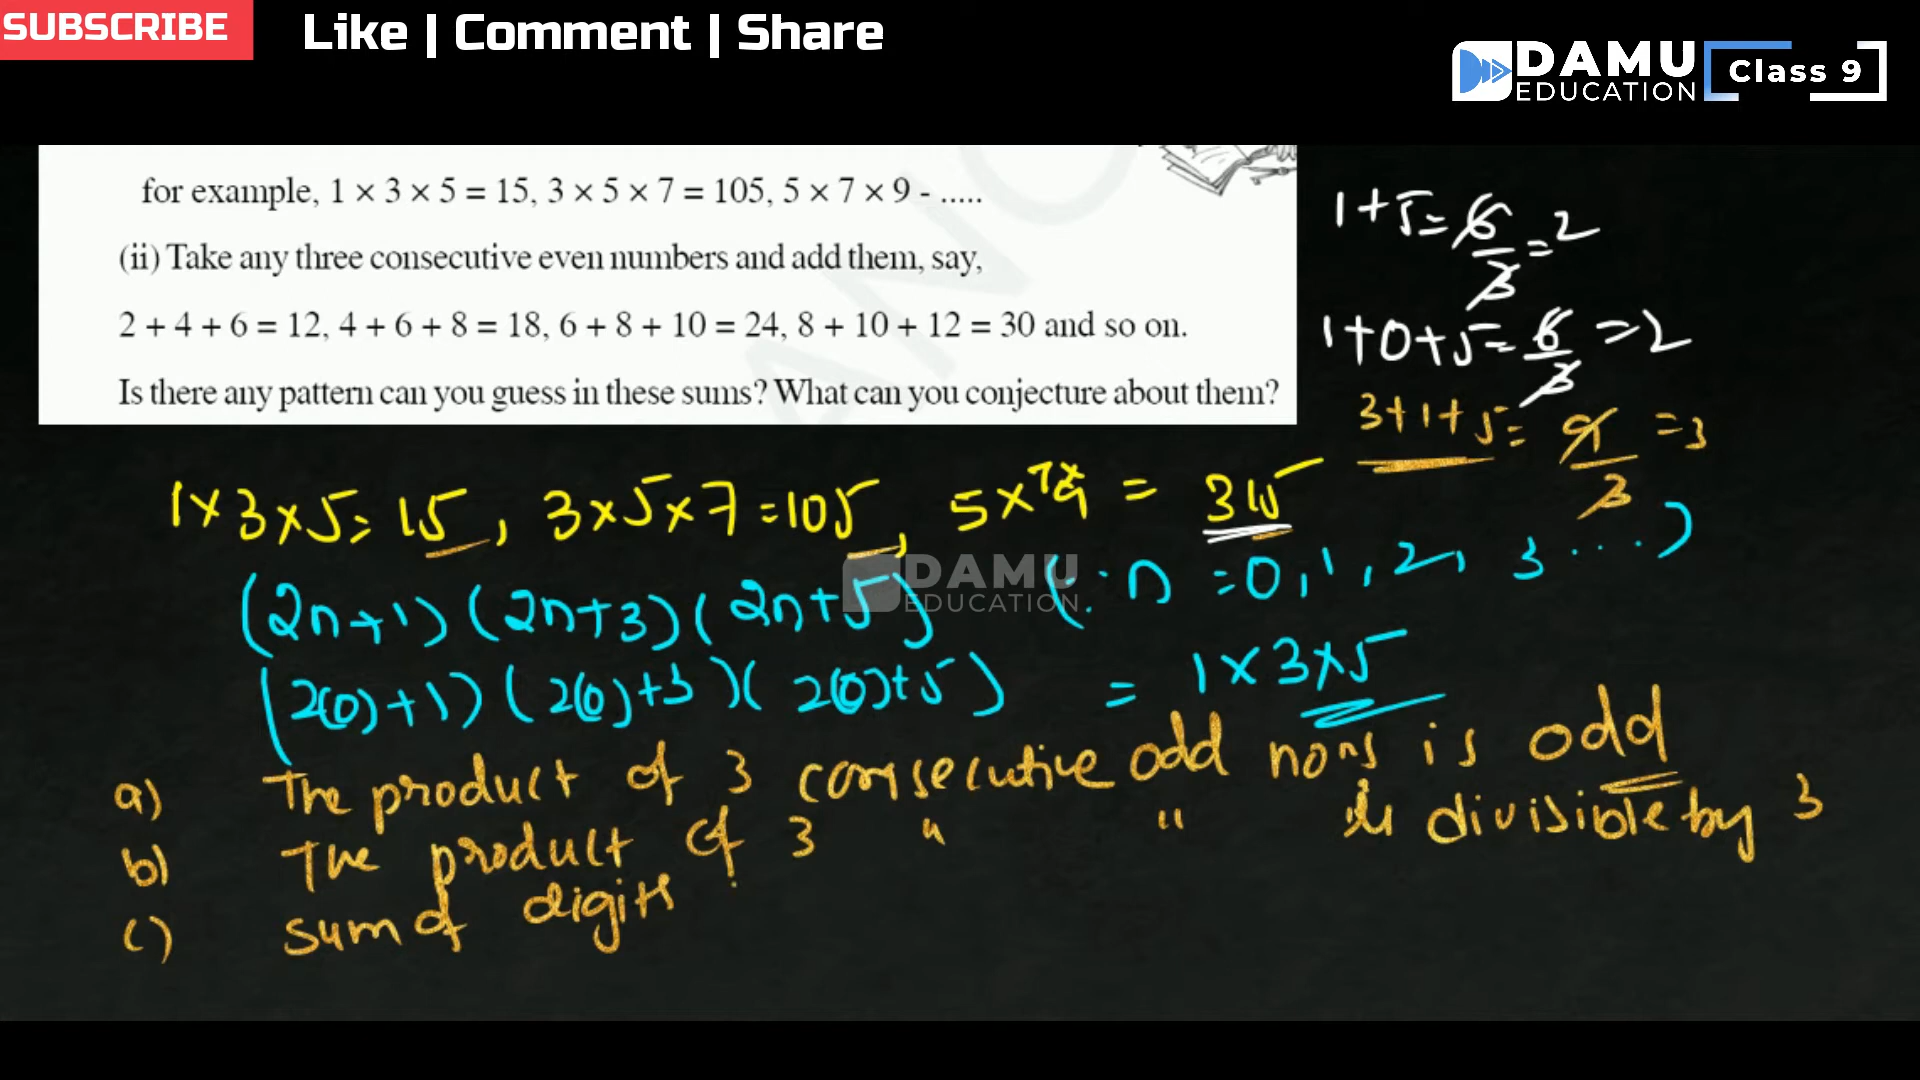 SUBSCRIBE
Like | Comment | Share
DAMU EDUCATION
Class 9
for example, 1 × 3 × 5 = 15, 3 × 5 × 7 = 105, 5 × 7 × 9 - .....
(ii) Take any three consecutive even numbers and add them, say,
2 + 4 + 6 = 12, 4 + 6 + 8 = 18, 6 + 8 + 10 = 24, 8 + 10 + 12 = 30 and so on.
Is there any pattern can you guess in these sums? What can you conjecture about them?
1+5=6/3=2
1+0+5=6/3=2
3+1+5=9/3=3
1×3×5=15, 3×5×7=105, 5×7×9 = 315
DAMU EDUCATION
(2n+1)(2n+3)(2n+5) (∵ n = 0, 1, 2, 3 ...)
(2(0)+1)(2(0)+3)(2(0)+5) = 1×3×5
a) The product of 3 consecutive odd nons is odd
b) The product of 3 " " is divisible by 3
c) sum of digits